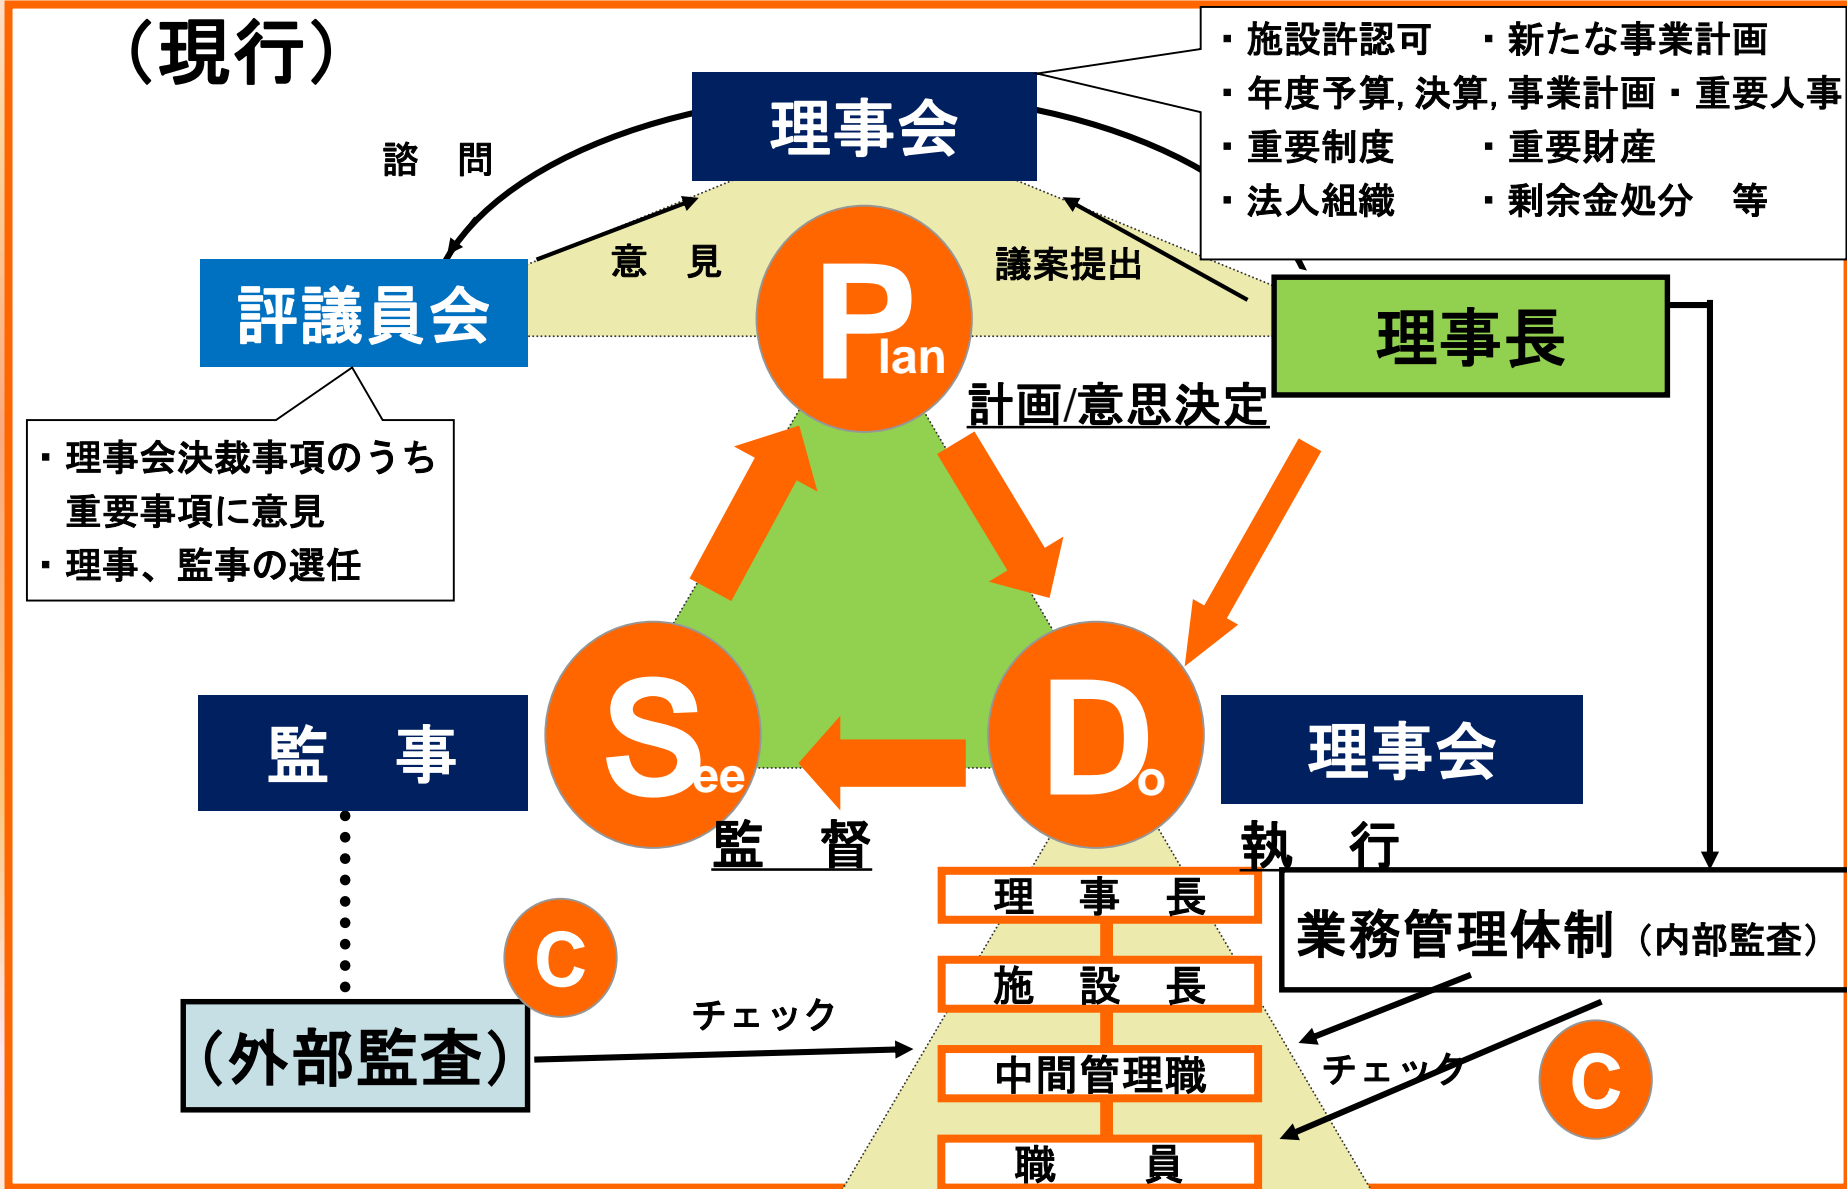 （現行）
・施設許認可　・新たな事業計画
・年度予算,決算,事業計画・重要人事
・重要制度　・重要財産
・法人組織　・剰余金処分　等
理事会
諮　問
意　見
議案提出
評議員会
Plan
理事長
計画/意思決定
・理事会決裁事項のうち
重要事項に意見
・理事、監事の選任
監　事
See
Do
理事会
監　督
執　行
理　事　長
業務管理体制（内部監査）
C
施　設　長
チェック
（外部監査）
中間管理職
チェック
C
職　員